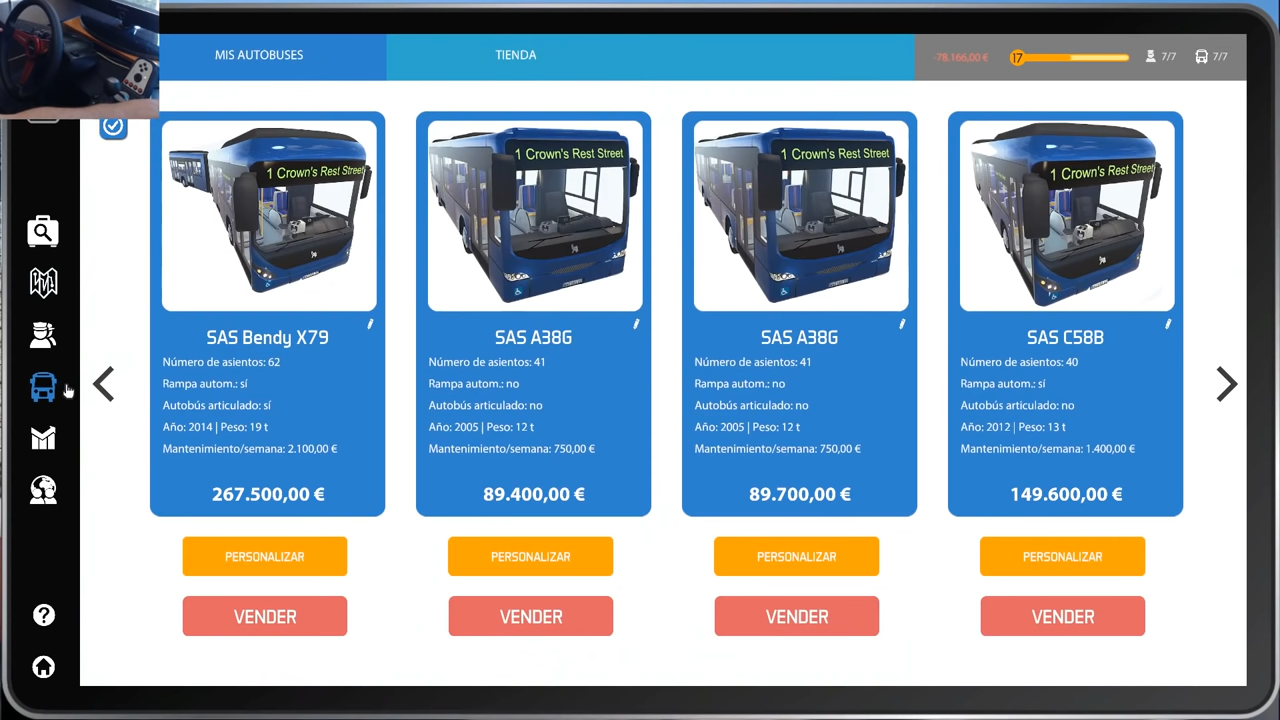 MIS AUTOBUSES
TIENDA
-78.166,00 €
17
7/7
7/7
1 Crown's Rest Street
1 Crown's Rest Street
1 Crown's Rest Street
1 Crown's Rest Street
SAS Bendy X79
Número de asientos: 62
Rampa autom.: sí
Autobús articulado: sí
Año: 2014 | Peso: 19 t
Mantenimiento/semana: 2.100,00 €
267.500,00 €
PERSONALIZAR
VENDER
SAS A38G
Número de asientos: 41
Rampa autom.: no
Autobús articulado: no
Año: 2005 | Peso: 12 t
Mantenimiento/semana: 750,00 €
89.400,00 €
PERSONALIZAR
VENDER
SAS A38G
Número de asientos: 41
Rampa autom.: no
Autobús articulado: no
Año: 2005 | Peso: 12 t
Mantenimiento/semana: 750,00 €
89.700,00 €
PERSONALIZAR
VENDER
SAS C58B
Número de asientos: 40
Rampa autom.: sí
Autobús articulado: no
Año: 2012 | Peso: 13 t
Mantenimiento/semana: 1.400,00 €
149.600,00 €
PERSONALIZAR
VENDER